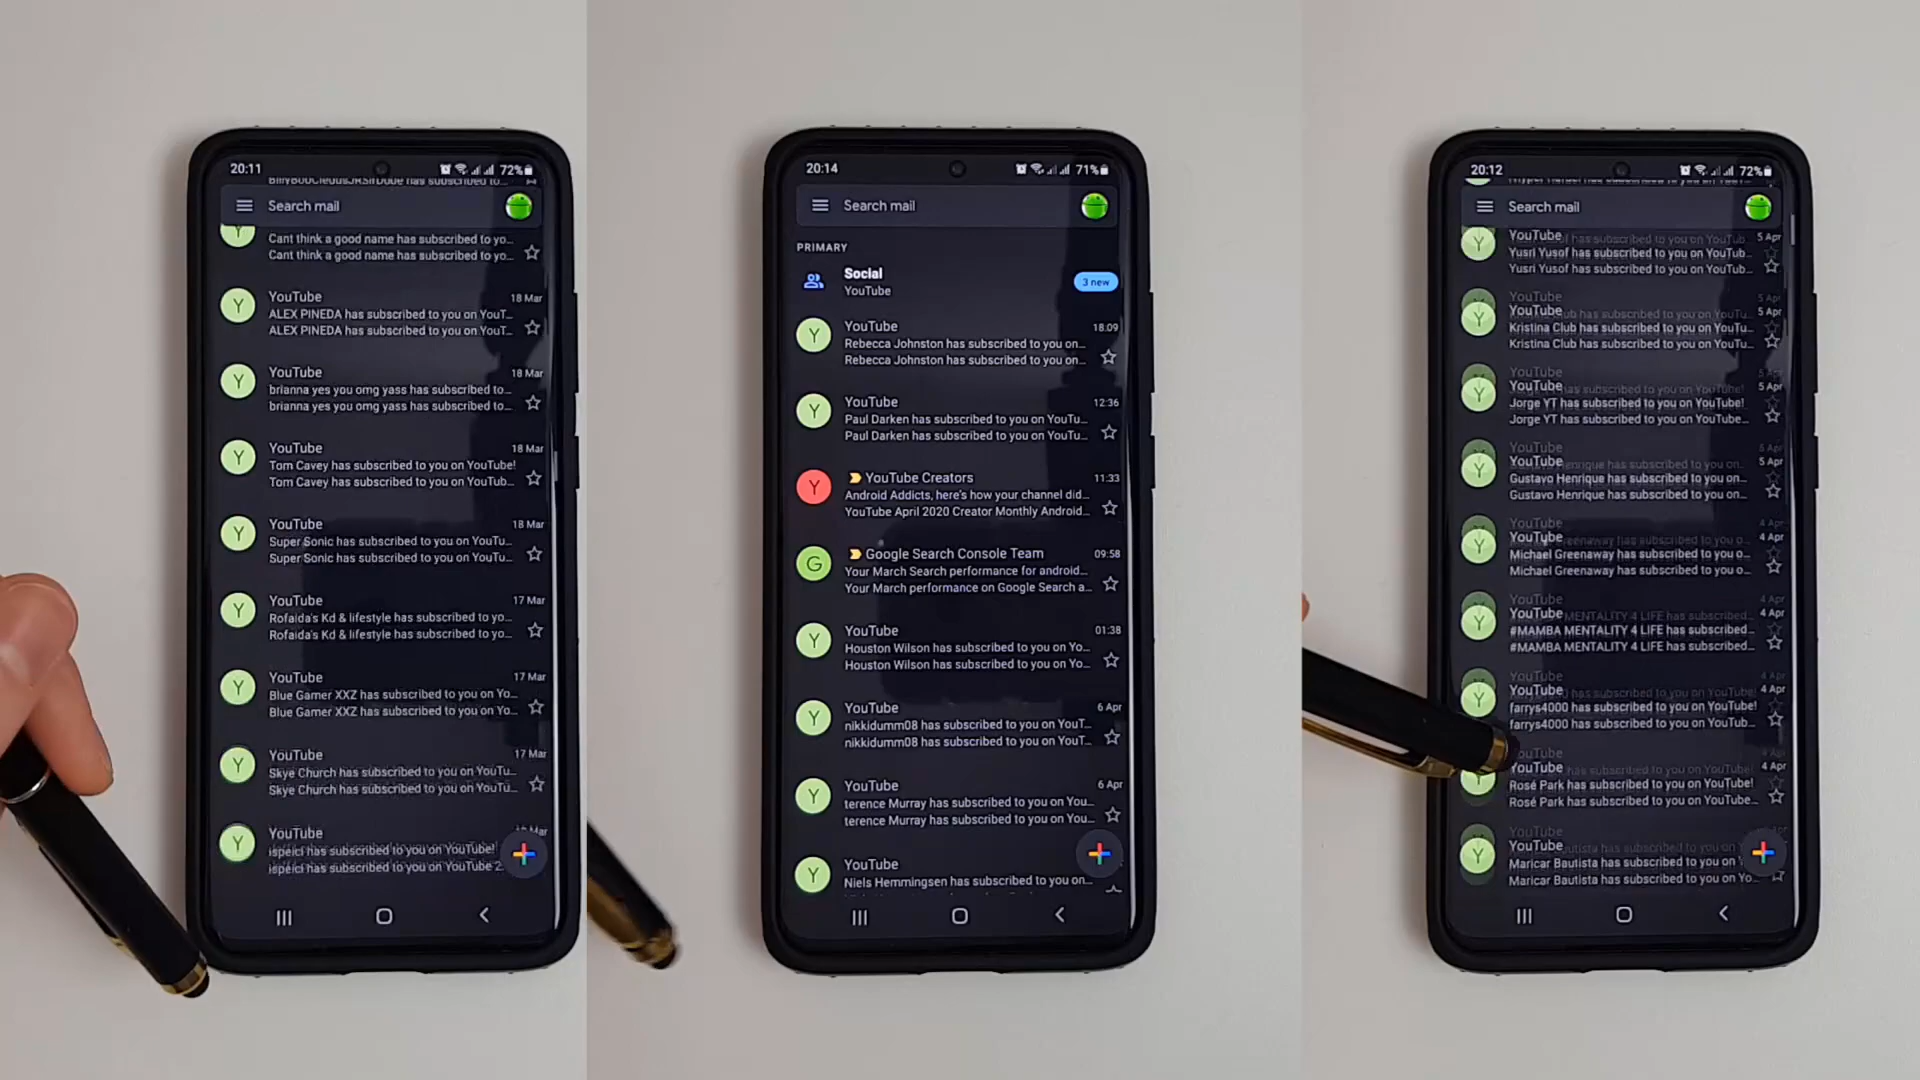 20:11
72%
has subscribed to...
Search mail
Cant think a good name has subscribed to yo...
Cant think a good name has subscribed to yo...
YouTube
18 Mar
ALEX PINEDA has subscribed to you on YouT...
ALEX PINEDA has subscribed to you on YouT...
YouTube
18 Mar
brianna yes you omg yass has subscribed to...
brianna yes you omg yass has subscribed to...
Y
YouTube
18 Mar
Tom Cavey has subscribed to you on YouTube!
Tom Cavey has subscribed to you on YouTub...
Y
YouTube
18 Mar
Super Sonic has subscribed to you on YouTu...
Super Sonic has subscribed to you on YouTu...
Y
YouTube
17 Mar
Rofaida's Kd & lifestyle has subscribed to yo...
Rofaida's Kd & lifestyle has subscribed to yo...
Y
YouTube
17 Mar
Blue Gamer XXZ has subscribed to you on Yo...
Blue Gamer XXZ has subscribed to you on Yo...
Y
YouTube
17 Mar
Skye Church has subscribed to you on YouTu...
Skye Church has subscribed to you on YouTu...
Y
YouTube
ispeici has subscribed to you on YouTube!
ispeici has subscribed to you on YouTube 2...
20:14
71%
Search mail
PRIMARY
Social
3 new
YouTube
Y
YouTube
18:09
Rebecca Johnston has subscribed to you on...
Rebecca Johnston has subscribed to you on...
Y
YouTube
12:36
Paul Darken has subscribed to you on YouTu...
Paul Darken has subscribed to you on YouTu...
Y
YouTube Creators
11:33
Android Addicts, here's how your channel did...
YouTube April 2020 Creator Monthly Android...
G
Google Search Console Team
09:58
Your March Search performance for android...
Your March performance on Google Search a...
Y
YouTube
01:38
Houston Wilson has subscribed to you on Yo...
Houston Wilson has subscribed to you on Yo...
Y
YouTube
6 Apr
nikkidumm08 has subscribed to you on YouT...
nikkidumm08 has subscribed to you on YouT...
Y
YouTube
6 Apr
terence Murray has subscribed to you on You...
terence Murray has subscribed to you on You...
Y
YouTube
Niels Hemmingsen has subscribed to you on...
20:12
72%
Search mail
Y
YouTube
5 Apr
Yusri Yusof has subscribed to you on YouTub...
Yusri Yusof has subscribed to you on YouTub...
Y
YouTube
5 Apr
Kristina Club has subscribed to you on YouTu...
Kristina Club has subscribed to you on YouTu...
Y
YouTube
5 Apr
Jorge YT has subscribed to you on YouTube!
Jorge YT has subscribed to you on YouTube...
Y
YouTube
5 Apr
Gustavo Henrique has subscribed to you on...
Gustavo Henrique has subscribed to you on...
Y
YouTube
4 Apr
Michael Greenaway has subscribed to you o...
Michael Greenaway has subscribed to you o...
Y
YouTube
4 Apr
#MAMBA MENTALITY 4 LIFE has subscribed...
#MAMBA MENTALITY 4 LIFE has subscribed...
Y
YouTube
4 Apr
farrys4000 has subscribed to you on YouTube!
farrys4000 has subscribed to you on YouTub...
YouTube
4 Apr
Rosé Park has subscribed to you on YouTube!
Rosé Park has subscribed to you on YouTube...
Y
YouTube
Maricar Bautista has subscribed to you on You...
Maricar Bautista has subscribed to you on Yo...